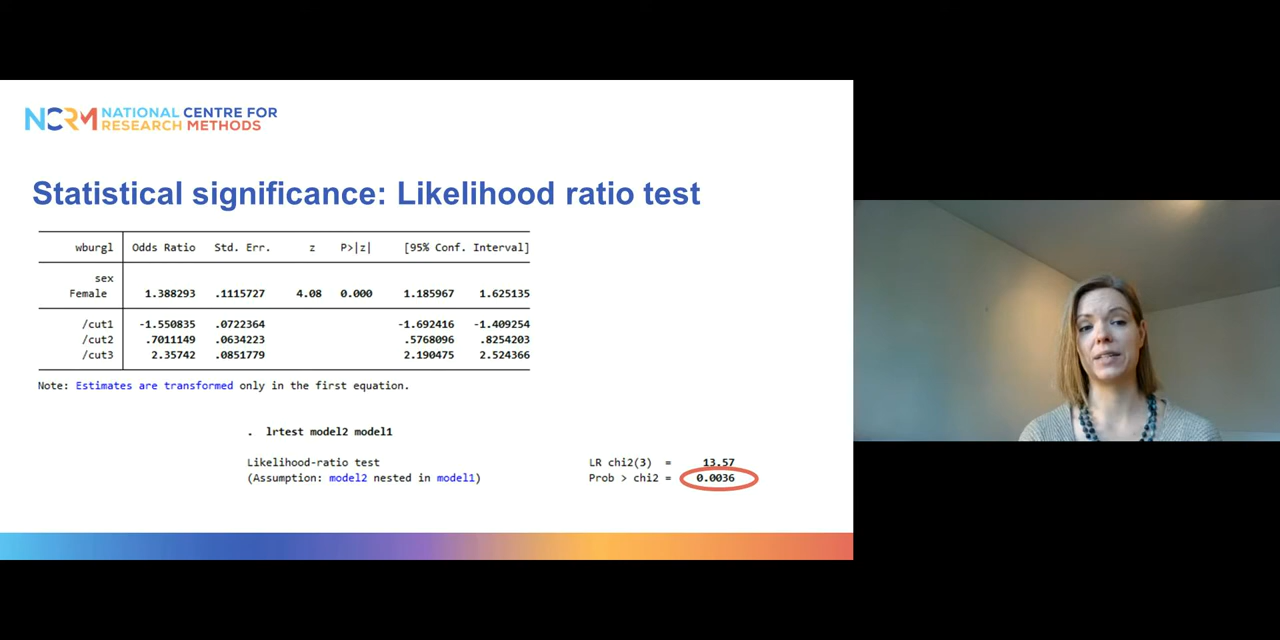 NCRM NATIONAL CENTRE FOR
RESEARCH METHODS
Statistical significance: Likelihood ratio test
wburgl Odds Ratio Std. Err. z P>|z| [95% Conf. Interval]
sex
Female 1.388293 .1115727 4.08 0.000 1.185967 1.625135
/cut1 -1.550835 .0722364 -1.692416 -1.409254
/cut2 .7011149 .0634223 .5768096 .8254203
/cut3 2.35742 .0851779 2.190475 2.524366
Note: Estimates are transformed only in the first equation.
. lrtest model2 model1
Likelihood-ratio test LR chi2(3) = 13.57
(Assumption: model2 nested in model1) Prob > chi2 = 0.0036